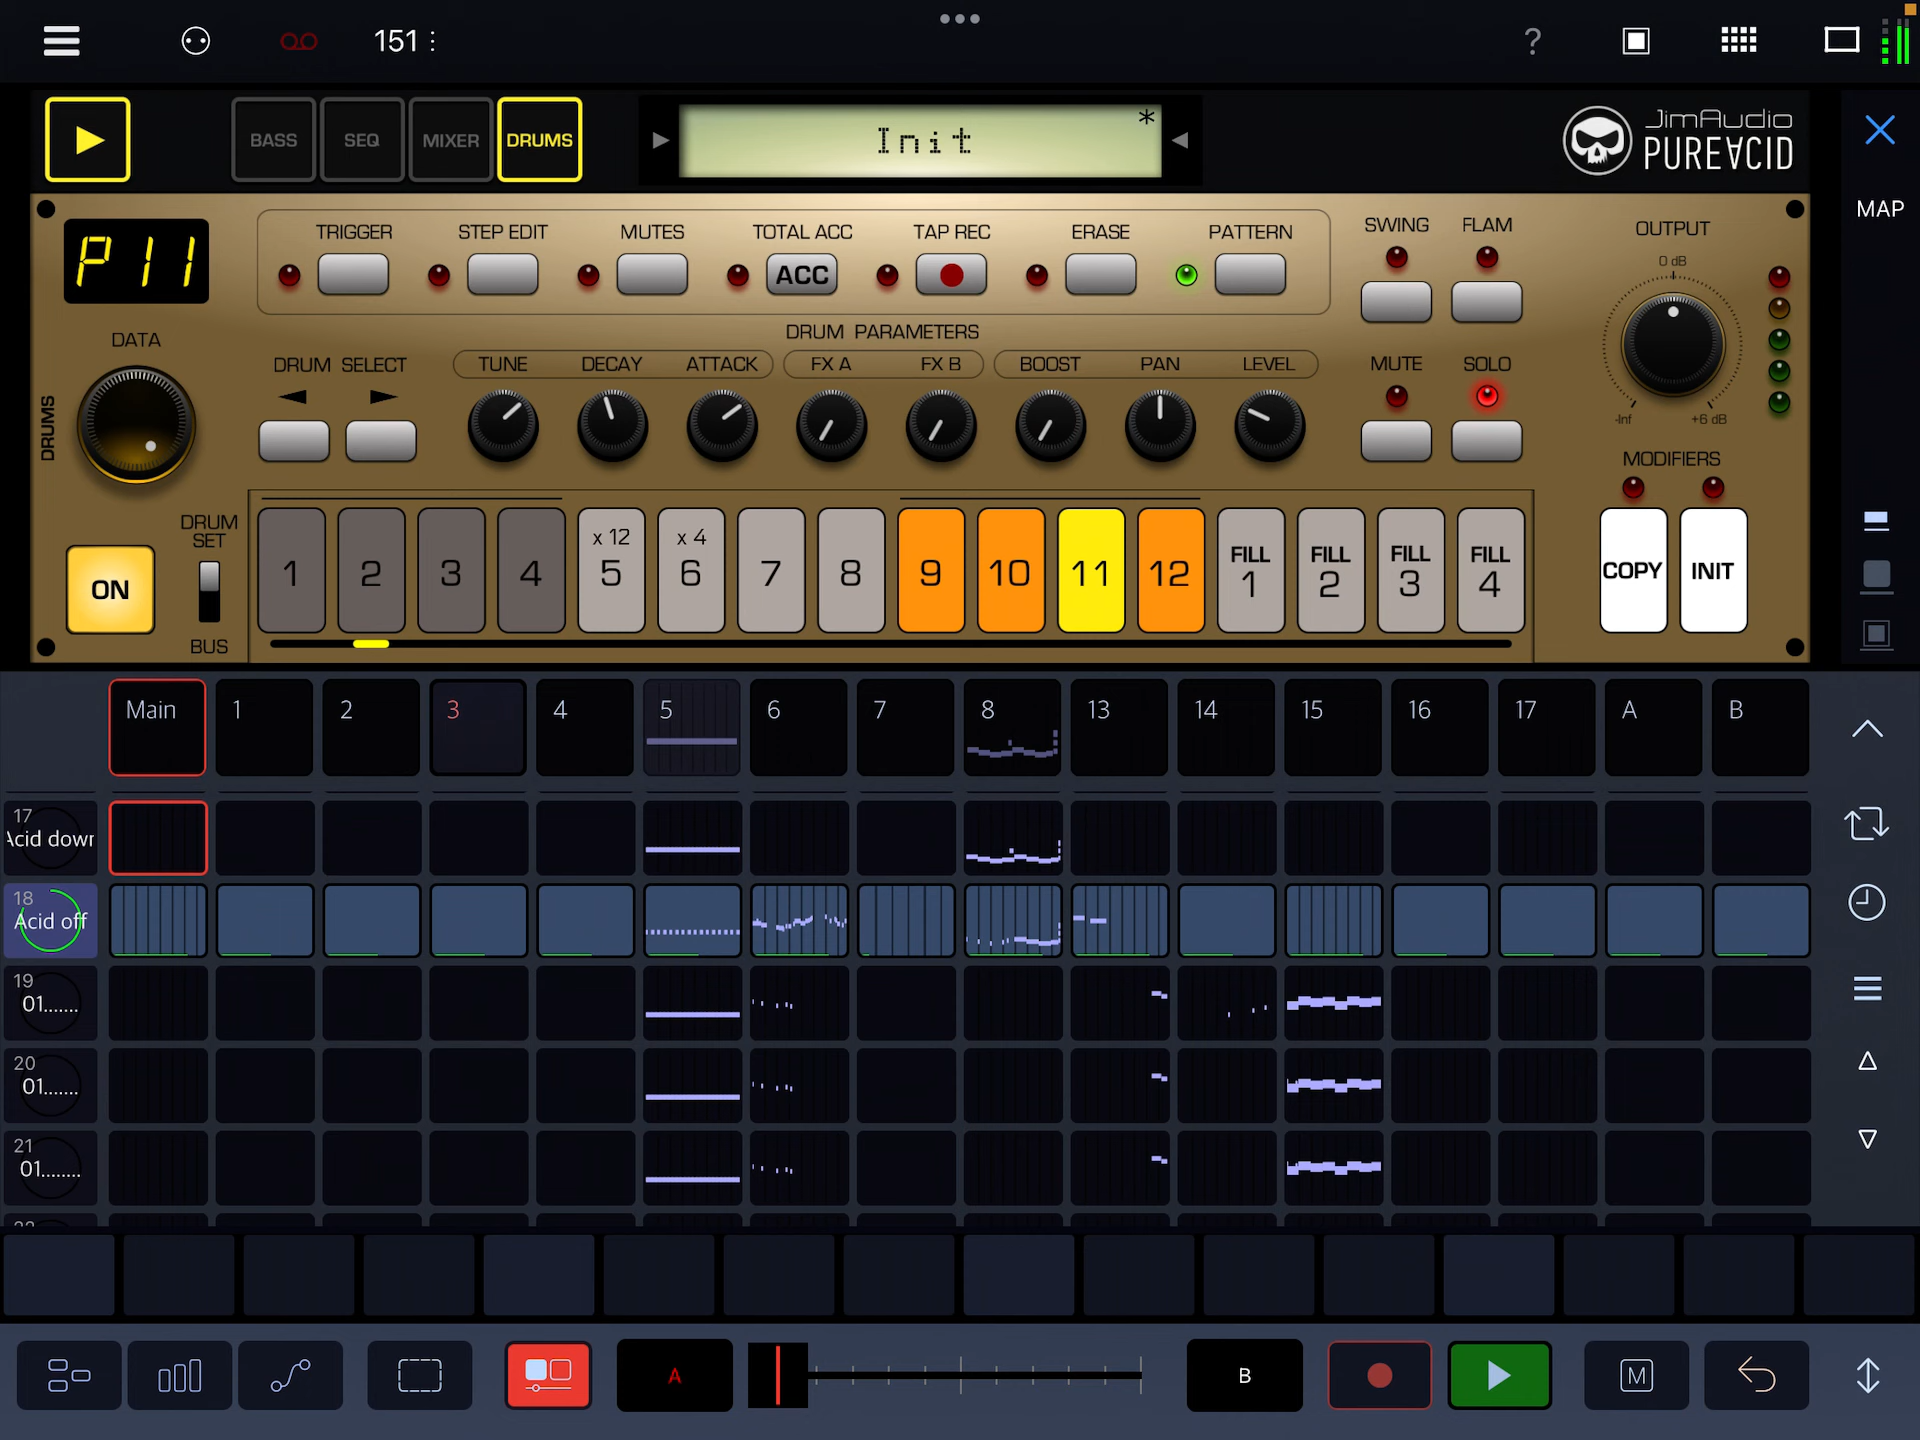 151
?
BASS SEQ MIXER DRUMS
Init
*
JimAudio
PUREACID
MAP
P11
TRIGGER STEP EDIT MUTES TOTAL ACC TAP REC ERASE PATTERN
ACC
SWING FLAM
OUTPUT
0 dB
-Inf +6 dB
DATA
DRUMS
DRUM SELECT
DRUM PARAMETERS
TUNE DECAY ATTACK FX A FX B BOOST PAN LEVEL
MUTE SOLO
MODIFIERS
ON
DRUM
SET
BUS
x 12 x 4
1 2 3 4 5 6 7 8 9 10 11 12
FILL 1
FILL 2
FILL 3
FILL 4
COPY INIT
Main 1 2 3 4 5 6 7 8 13 14 15 16 17 A B
17
Acid down
18
Acid off
19
01.......
20
01.......
21
01........
A
B
M